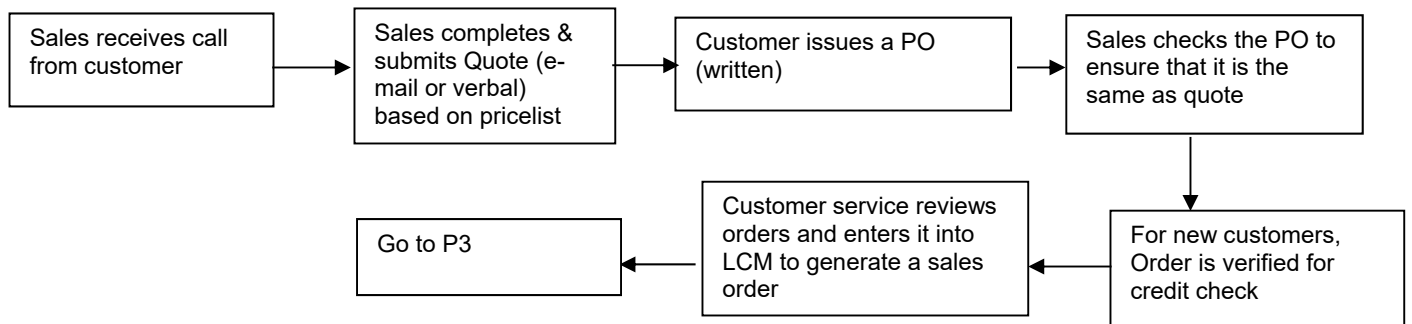 Sales receives call
from customer
Sales completes &
submits Quote (e-
mail or verbal)
based on pricelist
Customer issues a PO
(written)
Sales checks the PO to
ensure that it is the
same as quote
For new customers,
Order is verified for
credit check
Customer service reviews
orders and enters it into
LCM to generate a sales
order
Go to P3